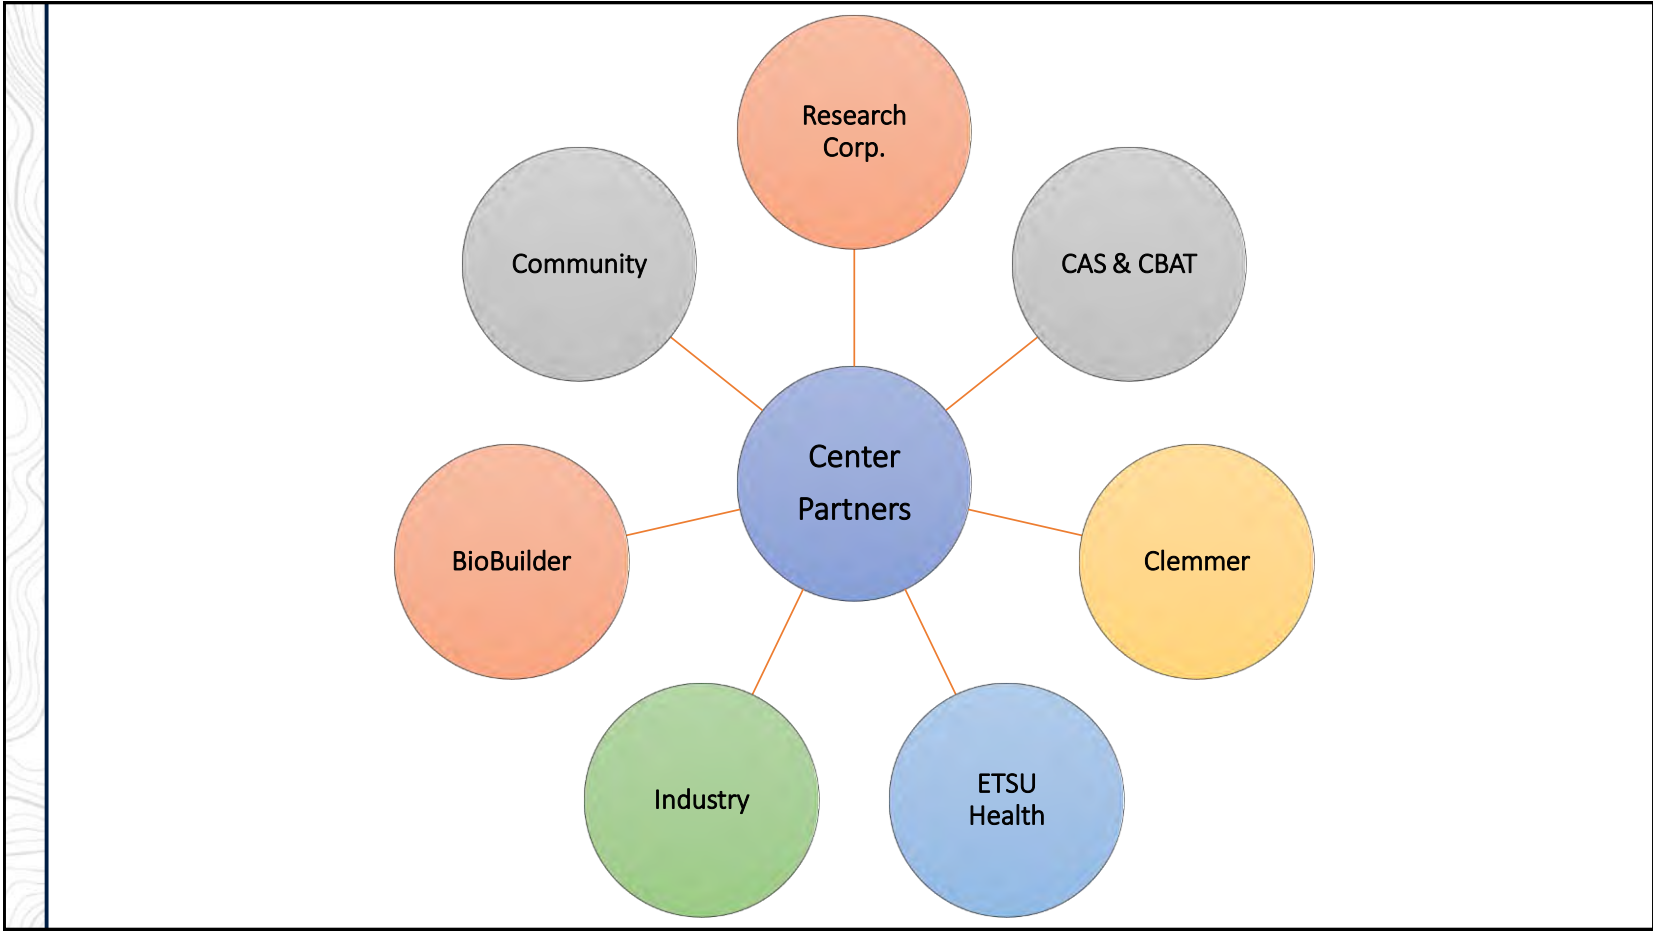 Research
Corp.
Community
CAS & CBAT
Center
Partners
BioBuilder
Clemmer
Industry
ETSU
Health